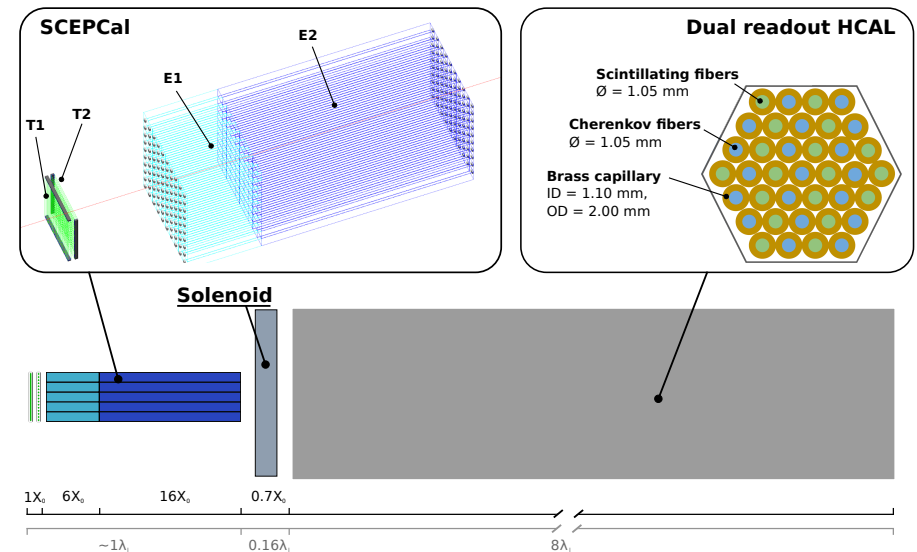 SCEPCal
Dual readout HCAL
E2
E1
T2
T1
Scintillating fibers
Ø = 1.05 mm
Cherenkov fibers
Ø = 1.05 mm
Brass capillary
ID = 1.10 mm,
OD = 2.00 mm
Solenoid
1X₀ 6X₀ 16X₀ 0.7X₀
~1λᵢ 0.16λᵢ 8λᵢ